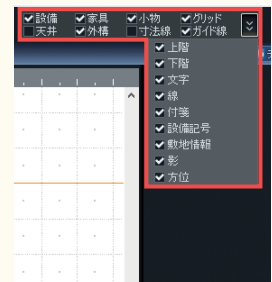 設備 家具 小物 グリッド
天井 外構 寸法線 ガイド線
上階
下階
文字
線
付箋
設備記号
敷地情報
影
方位